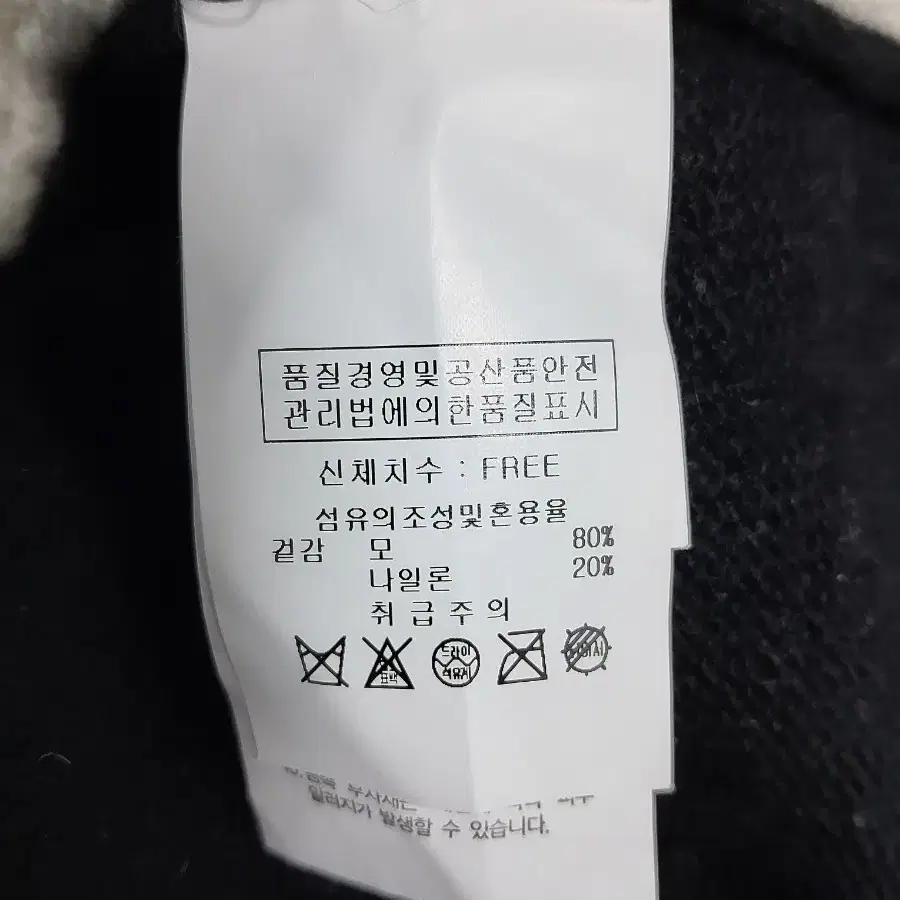 품질경영및공산품안전
관리법에의한품질표시
신체치수 : FREE
섬유의조성및혼용율
겉감 모 80%
나일론 20%
취급주의
표백
드라이
석유계
일러지가 발생할 수 있습니다.